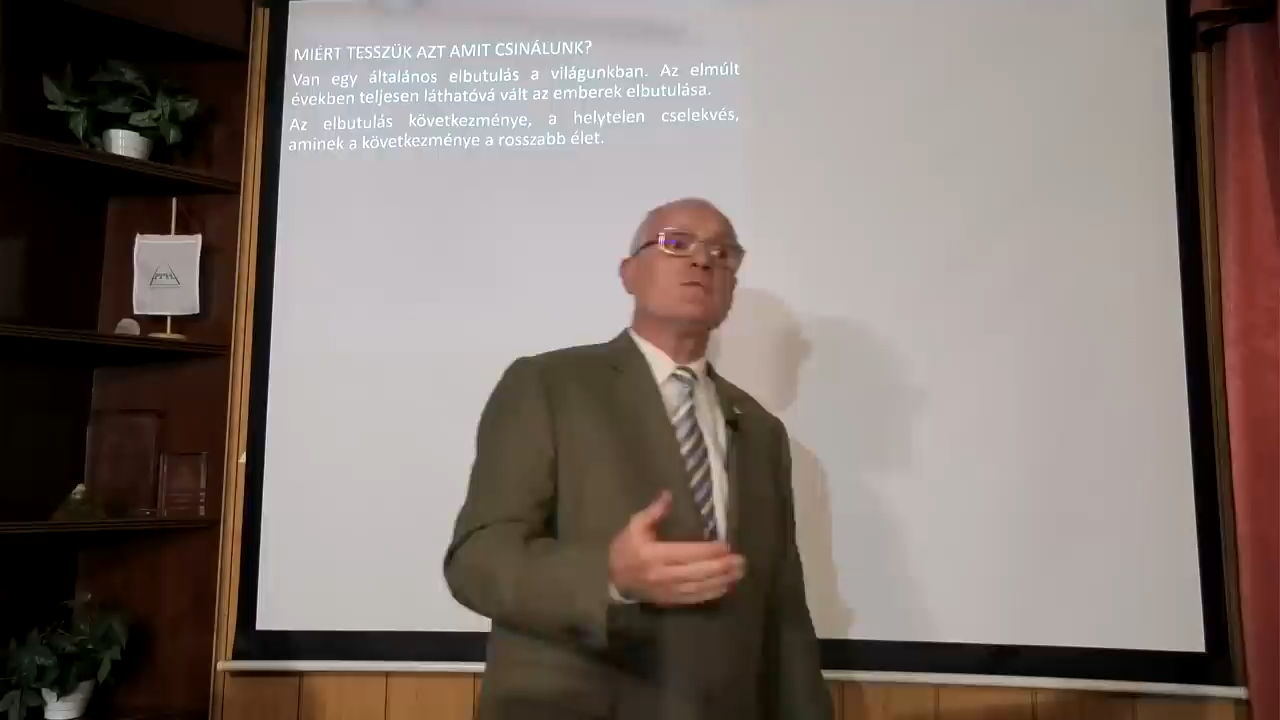 MIÉRT TESSZÜK AZT AMIT CSINÁLUNK?
Van egy általános elbutulás a világunkban. Az elmúlt
években teljesen láthatóvá vált az emberek elbutulása.
Az elbutulás következménye, a helytelen cselekvés,
aminek a következménye a rosszabb élet.